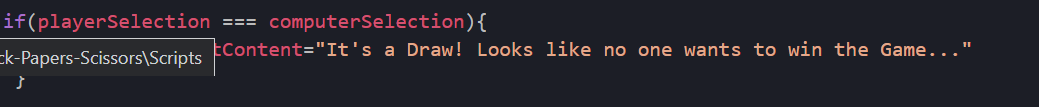 if(playerSelection === computerSelection){
tContent="It's a Draw! Looks like no one wants to win the Game..."
ck-Papers-Scissors\Scripts
}